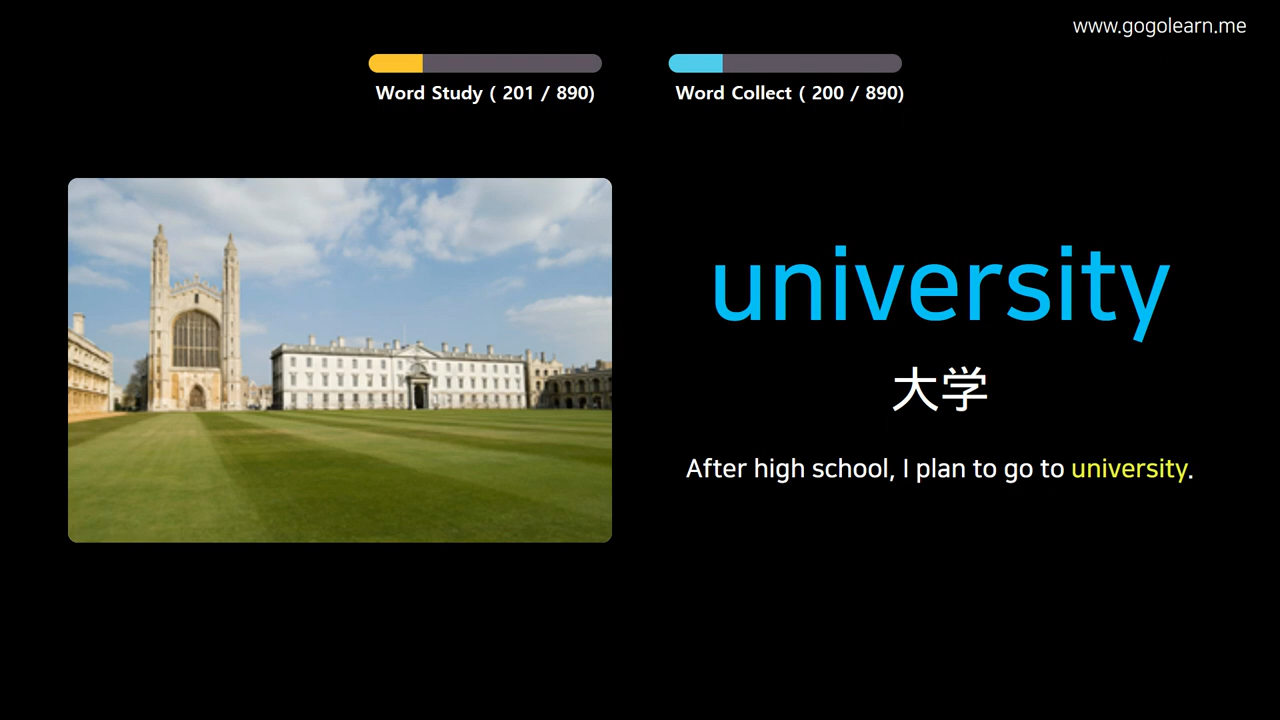 www.gogolearn.me
Word Study ( 201 / 890)
Word Collect ( 200 / 890)
university
大学
After high school, I plan to go to university.